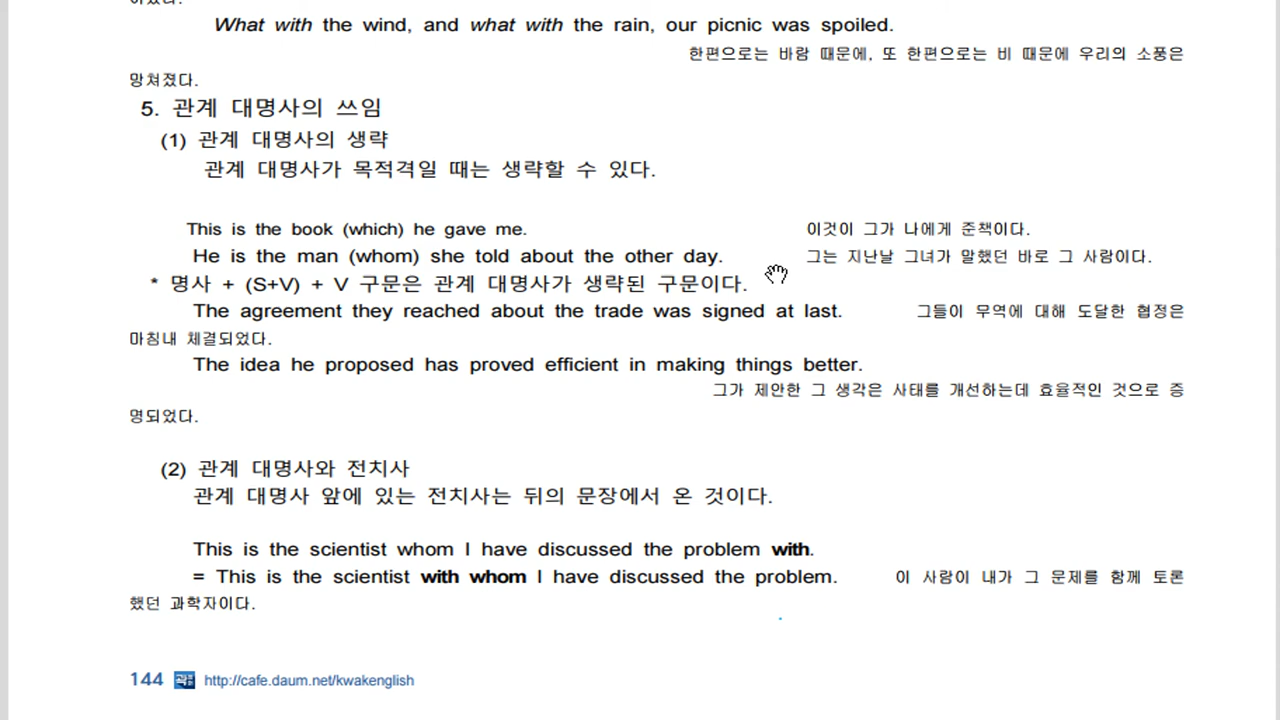 What with the wind, and what with the rain, our picnic was spoiled.
한편으로는 바람 때문에, 또 한편으로는 비 때문에 우리의 소풍은
망쳐졌다.
5. 관계 대명사의 쓰임
(1) 관계 대명사의 생략
관계 대명사가 목적격일 때는 생략할 수 있다.
This is the book (which) he gave me. 이것이 그가 나에게 준책이다.
He is the man (whom) she told about the other day. 그는 지난날 그녀가 말했던 바로 그 사람이다.
* 명사 + (S+V) + V 구문은 관계 대명사가 생략된 구문이다.
The agreement they reached about the trade was signed at last. 그들이 무역에 대해 도달한 협정은
마침내 체결되었다.
The idea he proposed has proved efficient in making things better.
그가 제안한 그 생각은 사태를 개선하는데 효율적인 것으로 증
명되었다.
(2) 관계 대명사와 전치사
관계 대명사 앞에 있는 전치사는 뒤의 문장에서 온 것이다.
This is the scientist whom I have discussed the problem with.
= This is the scientist with whom I have discussed the problem. 이 사람이 내가 그 문제를 함께 토론
했던 과학자이다.
144 http://cafe.daum.net/kwakenglish